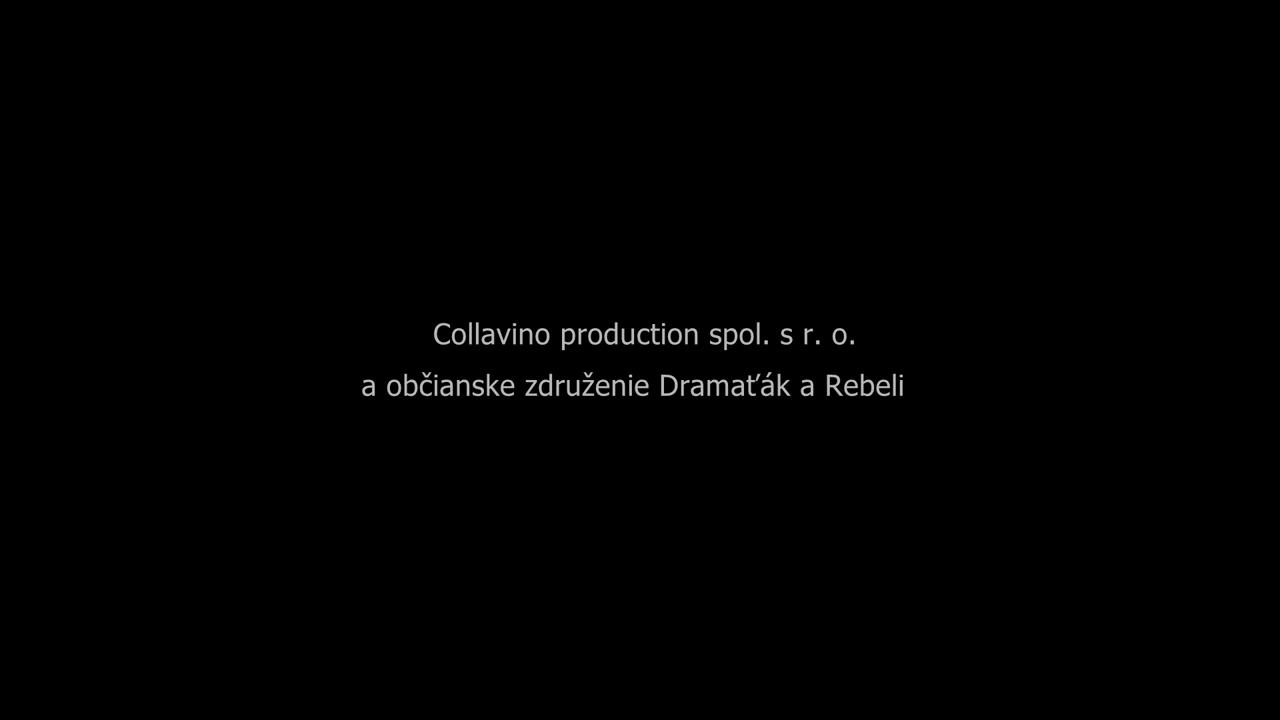 Collavino production spol. s r. o.
a občianske združenie Dramaťák a Rebeli